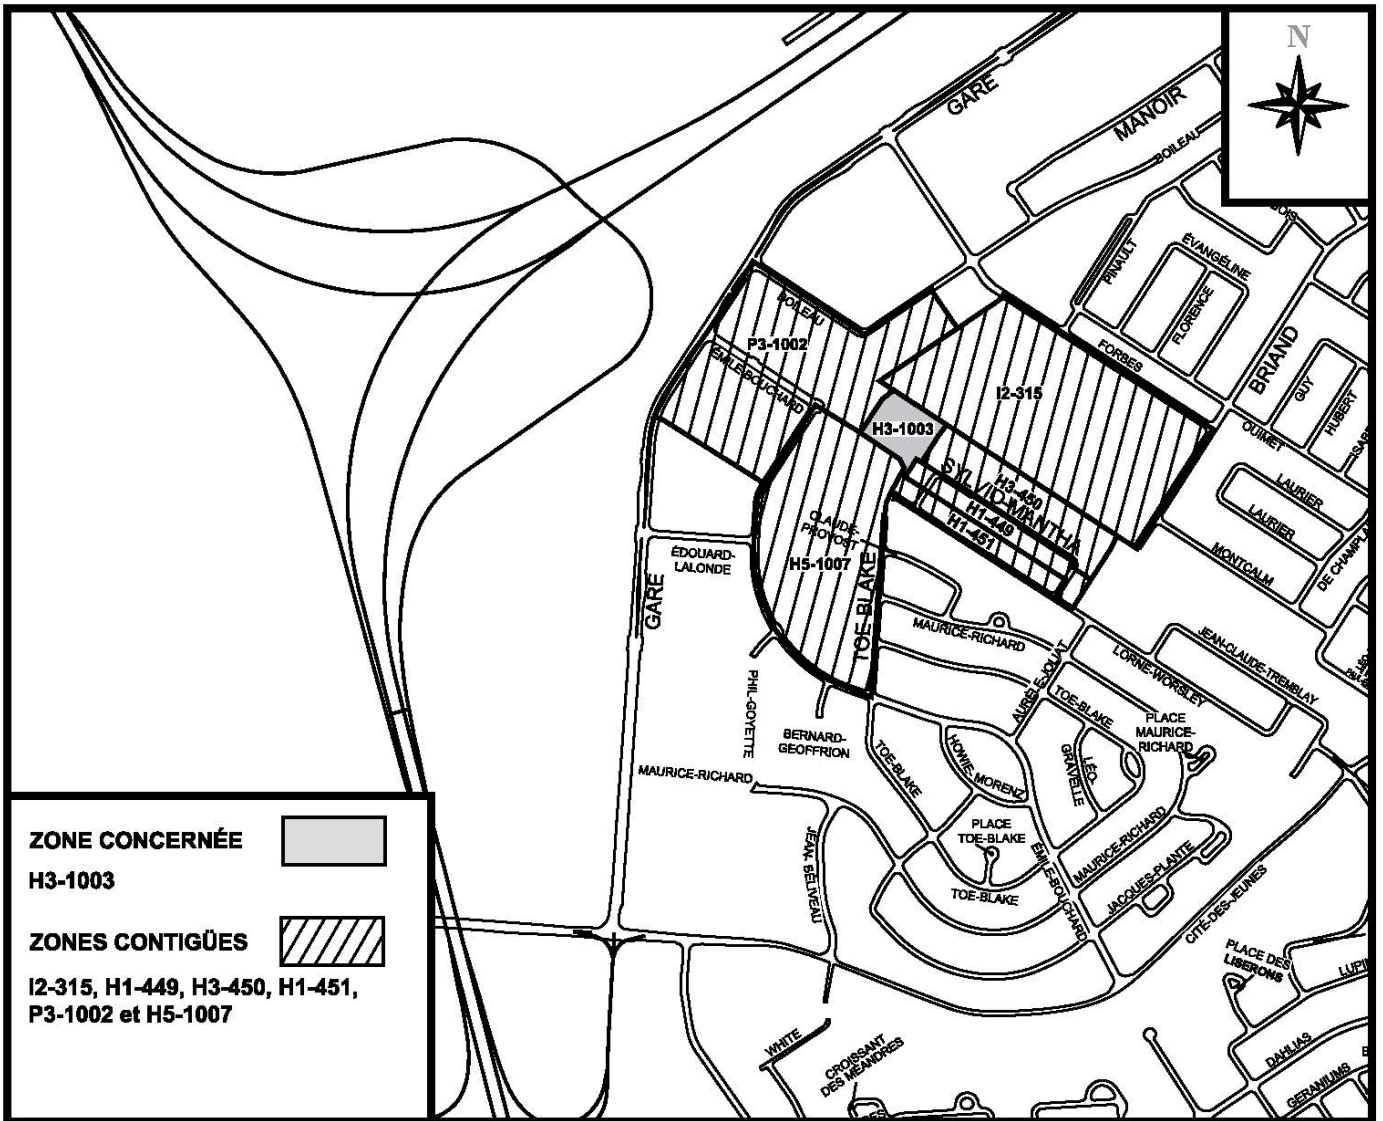 N
GARE
MANOIR
BOILEAU
BOIS
ÉVANGÉLINE
PINAULT
FLORENCE
BOILEAU
P3-1002
ÉMILE-BOUCHARD
FORBES
BRIAND
GUY
HUBERT
I2-315
H3-1003
OUIMET
SYLVIO-MANTHA
H3-450
H1-449
H1-451
LAURIER
LAURIER
CLAUDE-
PROVOST
MONTCALM
ÉDOUARD-
LALONDE
H5-1007
GARE
TOE-BLAKE
MAURICE-RICHARD
JEAN-CLAUDE-TREMBLAY
LORNE-WORSLEY
AURÈLE-JOLIAT
PHIL-GOYETTE
TOE-BLAKE
PLACE
MAURICE-
RICHARD
BERNARD-
GEOFFRION
HOWIE-MORENZ
LÉO-
GRAVELLE
TOE-BLAKE
MAURICE-RICHARD
PLACE
TOE-BLAKE
MAURICE-RICHARD
JEAN-BÉLIVEAU
ÉMILE-BOUCHARD
JACQUES-PLANTE
TOE-BLAKE
CITÉ-DES-JEUNES
PLACE DES
LISERONS
WHITE
CROISSANT
DES MÉANDRES
DAHLIAS
GERANIUMS
ZONE CONCERNÉE
H3-1003
ZONES CONTIGÜES
I2-315, H1-449, H3-450, H1-451,
P3-1002 et H5-1007